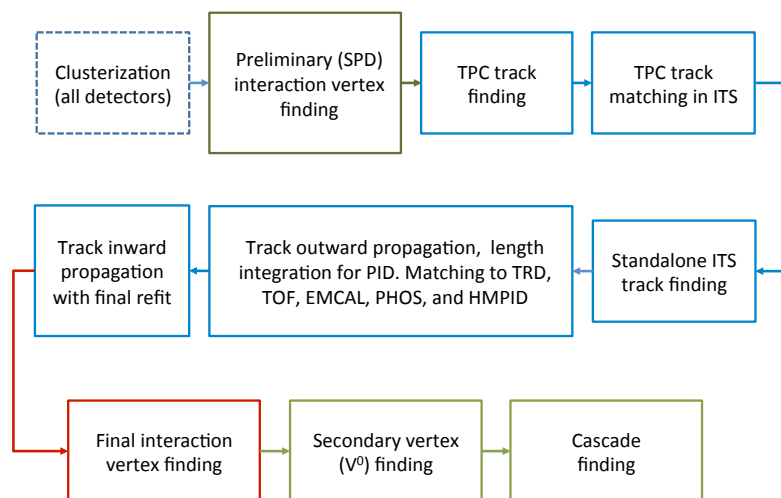 Clusterization
(all detectors)
Preliminary (SPD)
interaction vertex
finding
TPC track
finding
TPC track
matching in ITS
Track inward
propagation
with final refit
Track outward propagation, length
integration for PID. Matching to TRD,
TOF, EMCAL, PHOS, and HMPID
Standalone ITS
track finding
Final interaction
vertex finding
Secondary vertex
(V⁰) finding
Cascade
finding